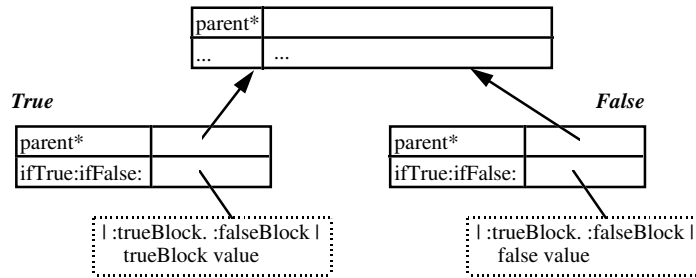 parent*
... ...
True
False
parent*
parent*
ifTrue:ifFalse:
ifTrue:ifFalse:
| :trueBlock. :falseBlock |
trueBlock value
| :trueBlock. :falseBlock |
false value